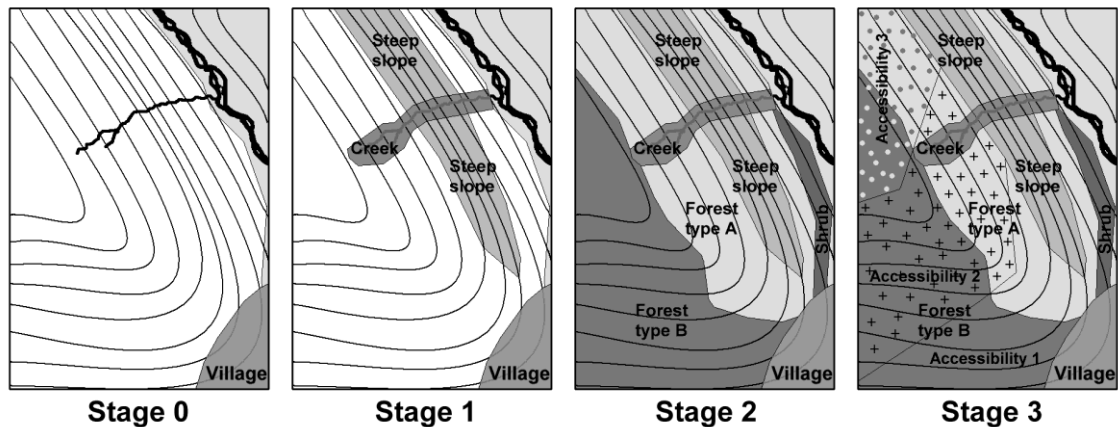 Village
Stage 0
Steep
slope
Creek
Steep
slope
Village
Stage 1
Steep
slope
Creek
Steep
slope
Forest
type A
Shrub
Forest
type B
Village
Stage 2
Accessibility 3
Steep
slope
Creek
Steep
slope
Forest
type A
Shrub
Accessibility 2
Forest
type B
Accessibility 1
Village
Stage 3